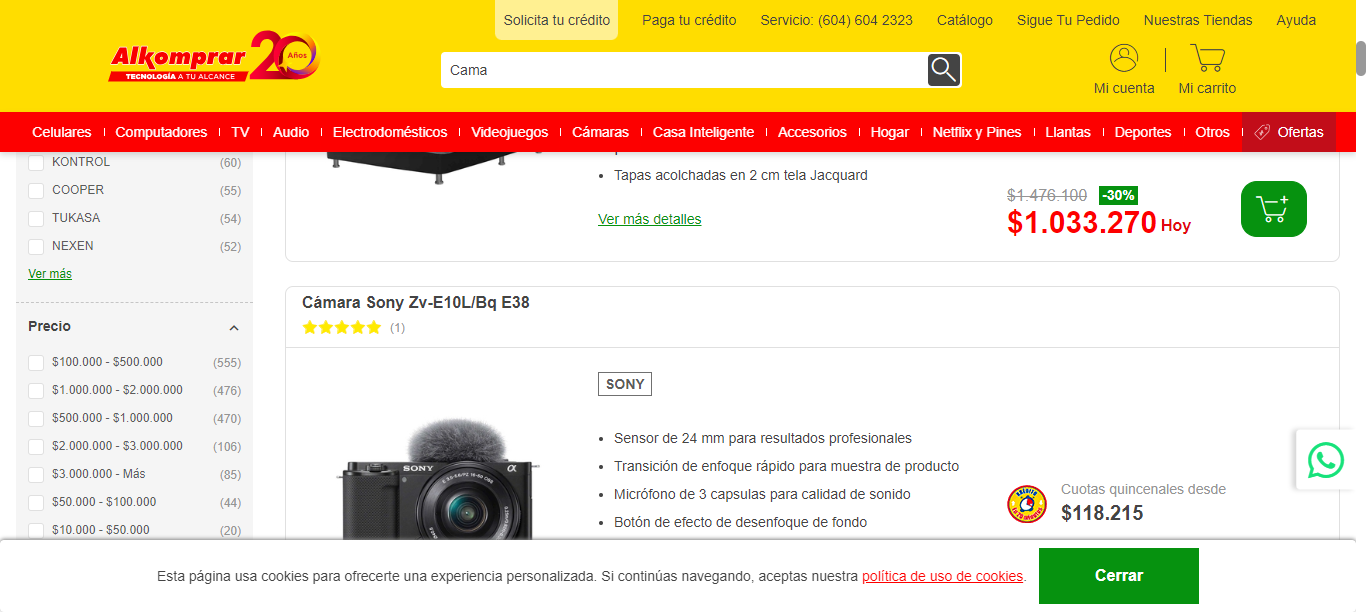 Solicita tu crédito Paga tu crédito Servicio: (604) 604 2323 Catálogo Sigue Tu Pedido Nuestras Tiendas Ayuda
Alkomprar 20 Años
TECNOLOGÍA A TU ALCANCE
Cama
Mi cuenta Mi carrito
Celulares Computadores TV Audio Electrodomésticos Videojuegos Cámaras Casa Inteligente Accesorios Hogar Netflix y Pines Llantas Deportes Otros Ofertas
KONTROL (60)
COOPER (55)
TUKASA (54)
NEXEN (52)
Ver más
Precio
$100.000 - $500.000 (555)
$1.000.000 - $2.000.000 (476)
$500.000 - $1.000.000 (470)
$2.000.000 - $3.000.000 (106)
$3.000.000 - Más (85)
$50.000 - $100.000 (44)
$10.000 - $50.000 (20)
• Tapas acolchadas en 2 cm tela Jacquard
Ver más detalles
$1.476.100 -30%
$1.033.270 Hoy
Cámara Sony Zv-E10L/Bq E38
(1)
SONY
SONY α
• Sensor de 24 mm para resultados profesionales
• Transición de enfoque rápido para muestra de producto
• Micrófono de 3 capsulas para calidad de sonido
• Botón de efecto de desenfoque de fondo
Cuotas quincenales desde
$118.215
Esta página usa cookies para ofrecerte una experiencia personalizada. Si continúas navegando, aceptas nuestra política de uso de cookies.
Cerrar